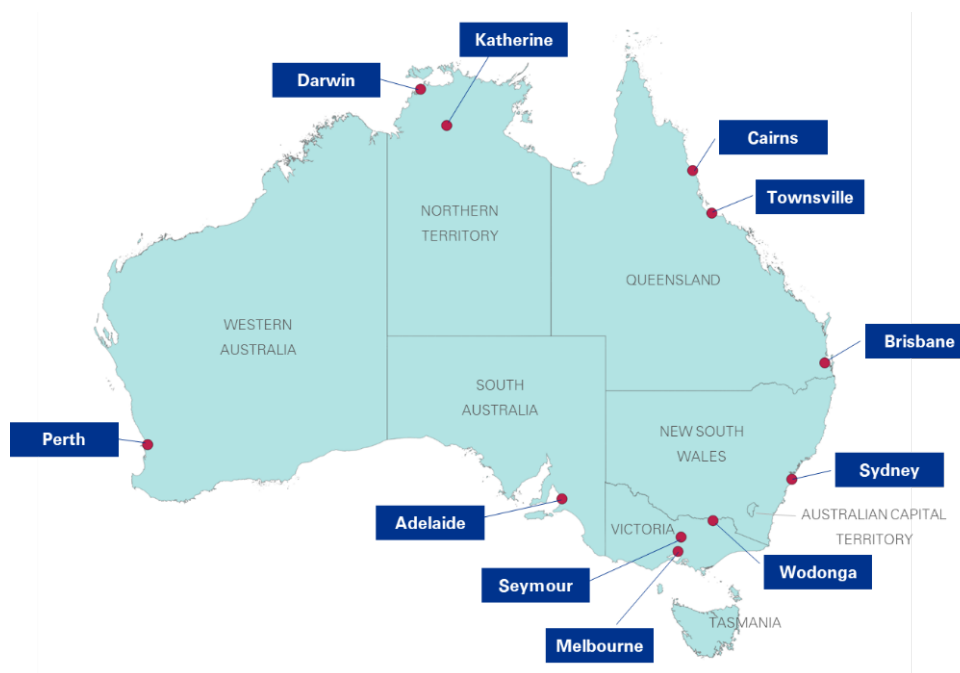 Katherine
Darwin
Cairns
Townsville
NORTHERN
TERRITORY
QUEENSLAND
WESTERN
AUSTRALIA
Brisbane
SOUTH
AUSTRALIA
NEW SOUTH
WALES
Perth
Sydney
Adelaide
VICTORIA
AUSTRALIAN CAPITAL
TERRITORY
Seymour
Wodonga
TASMANIA
Melbourne